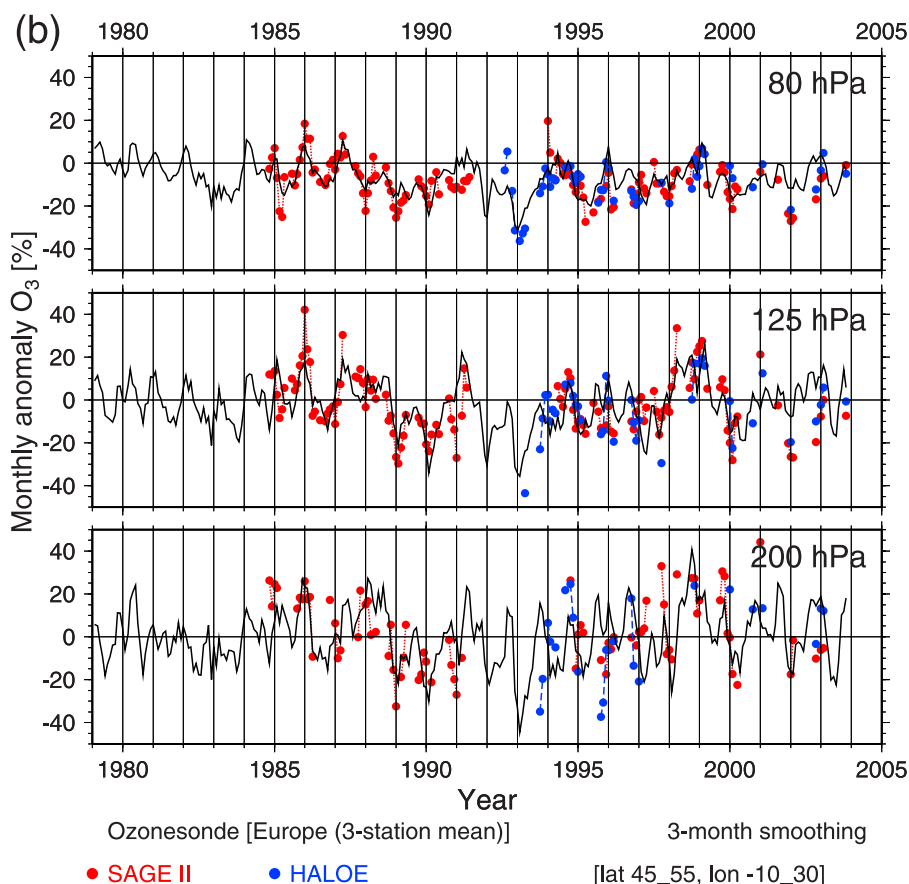 (b)
1980 1985 1990 1995 2000 2005
80 hPa
40
20
0
-20
-40
125 hPa
40
20
0
-20
-40
200 hPa
40
20
0
-20
-40
Monthly anomaly O3 [%]
1980 1985 1990 1995 2000 2005
Year
Ozonesonde [Europe (3-station mean)] 3-month smoothing
SAGE II HALOE [lat 45_55, lon -10_30]